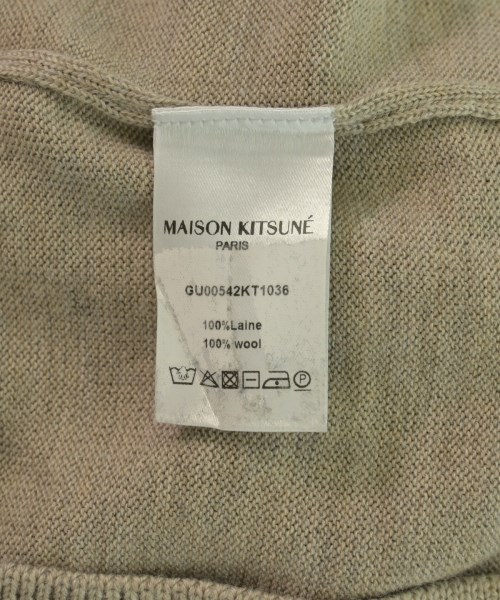 MAISON KITSUNÉ
PARIS
GU00542KT1036
100%Laine
100% wool
P